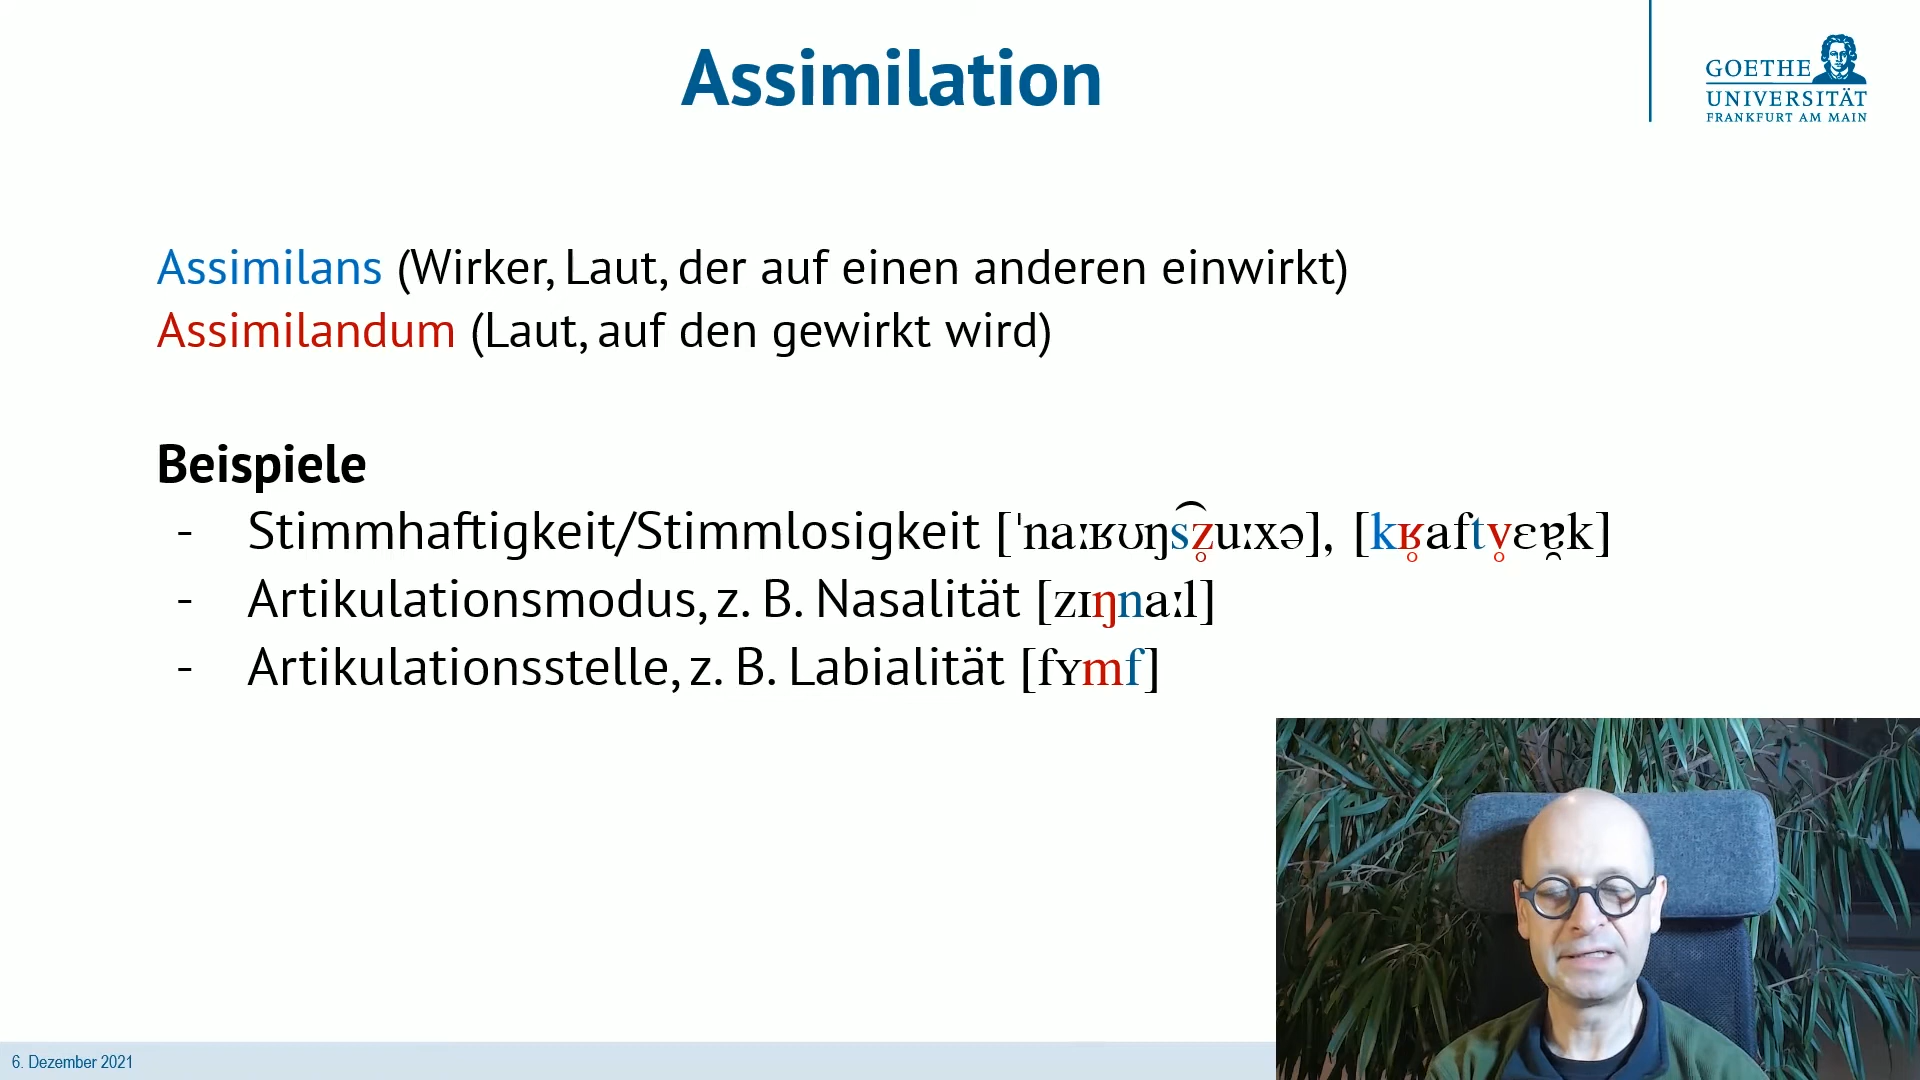 Assimilation
GOETHE
UNIVERSITÄT
FRANKFURT AM MAIN
Assimilans (Wirker, Laut, der auf einen anderen einwirkt)
Assimilandum (Laut, auf den gewirkt wird)
Beispiele
- Stimmhaftigkeit/Stimmlosigkeit [ˈnaːʁʊŋs͡z̥uːxə], [kʁ̥aftv̥ɛɐ̯k]
- Artikulationsmodus, z. B. Nasalität [zɪŋnaːl]
- Artikulationsstelle, z. B. Labialität [fʏmf]
6. Dezember 2021